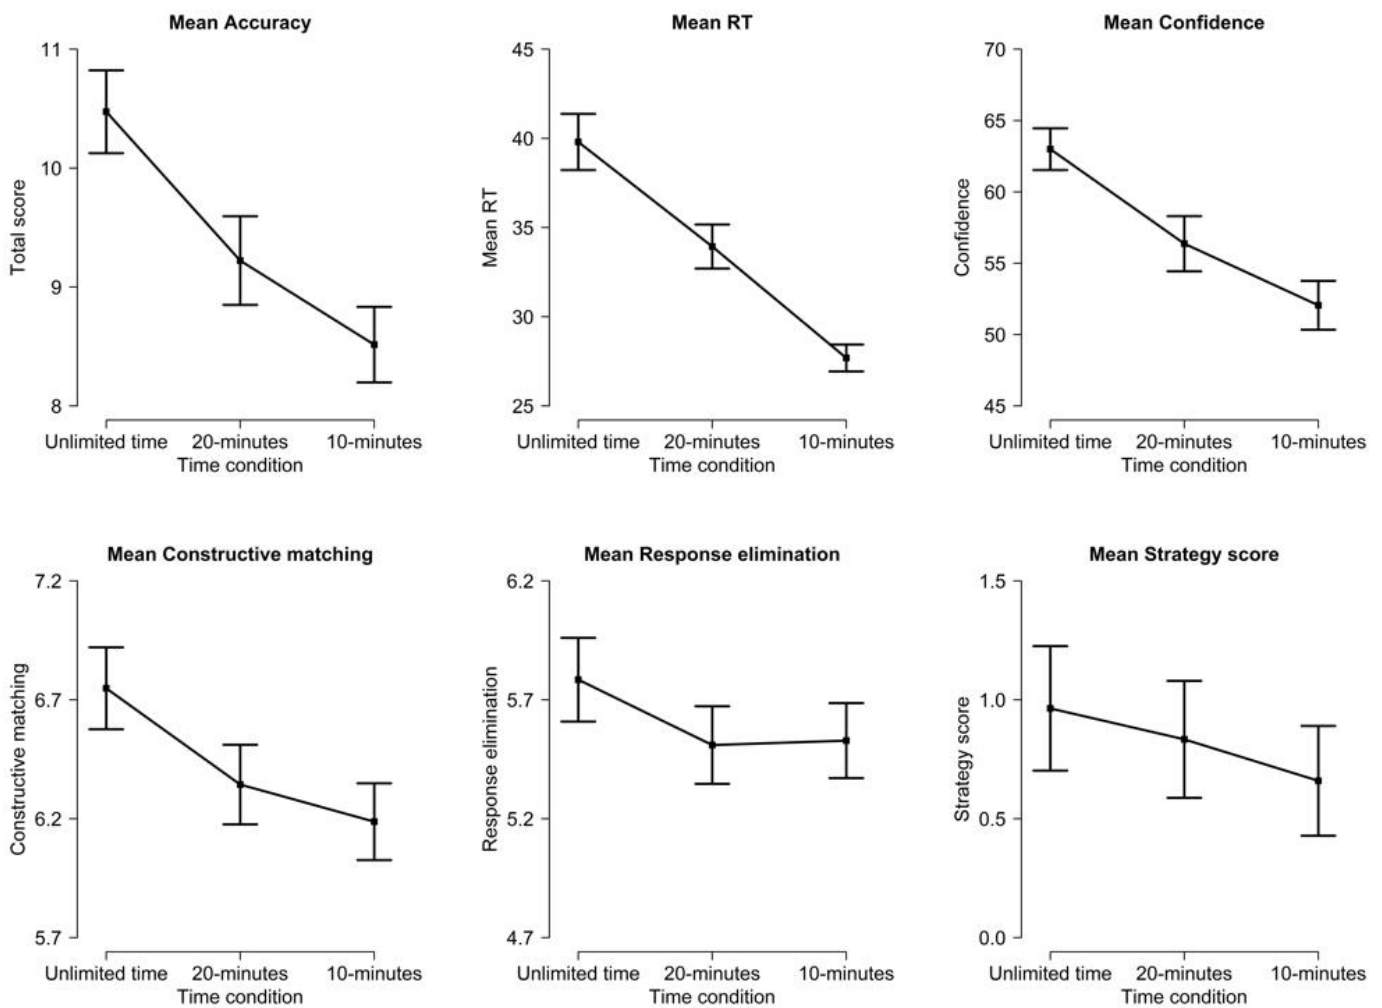 Mean Accuracy
Total score
11
10
9
8
Unlimited time 20-minutes 10-minutes
Time condition
Mean RT
Mean RT
45
40
35
30
25
Unlimited time 20-minutes 10-minutes
Time condition
Mean Confidence
Confidence
70
65
60
55
50
45
Unlimited time 20-minutes 10-minutes
Time condition
Mean Constructive matching
Constructive matching
7.2
6.7
6.2
5.7
Unlimited time 20-minutes 10-minutes
Time condition
Mean Response elimination
Response elimination
6.2
5.7
5.2
4.7
Unlimited time 20-minutes 10-minutes
Time condition
Mean Strategy score
Strategy score
1.5
1.0
0.5
0.0
Unlimited time 20-minutes 10-minutes
Time condition